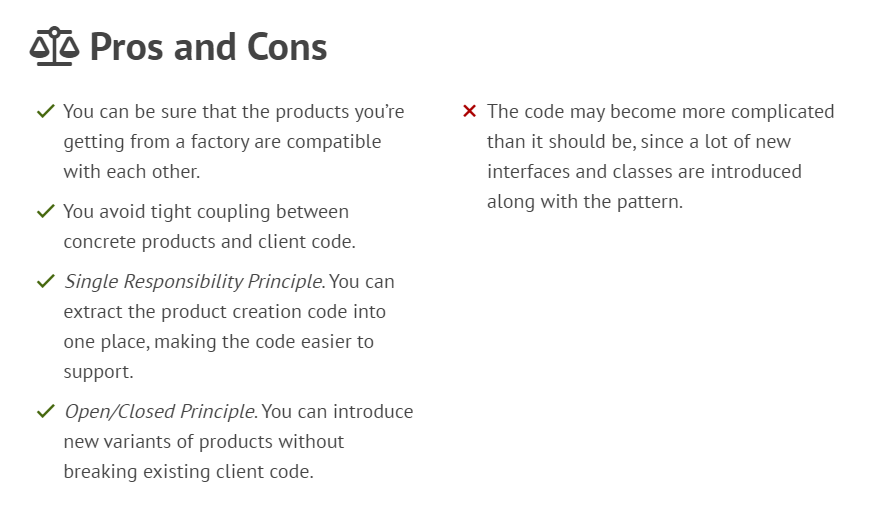 Pros and Cons
You can be sure that the products you’re
getting from a factory are compatible
with each other.
You avoid tight coupling between
concrete products and client code.
Single Responsibility Principle. You can
extract the product creation code into
one place, making the code easier to
support.
Open/Closed Principle. You can introduce
new variants of products without
breaking existing client code.
The code may become more complicated
than it should be, since a lot of new
interfaces and classes are introduced
along with the pattern.